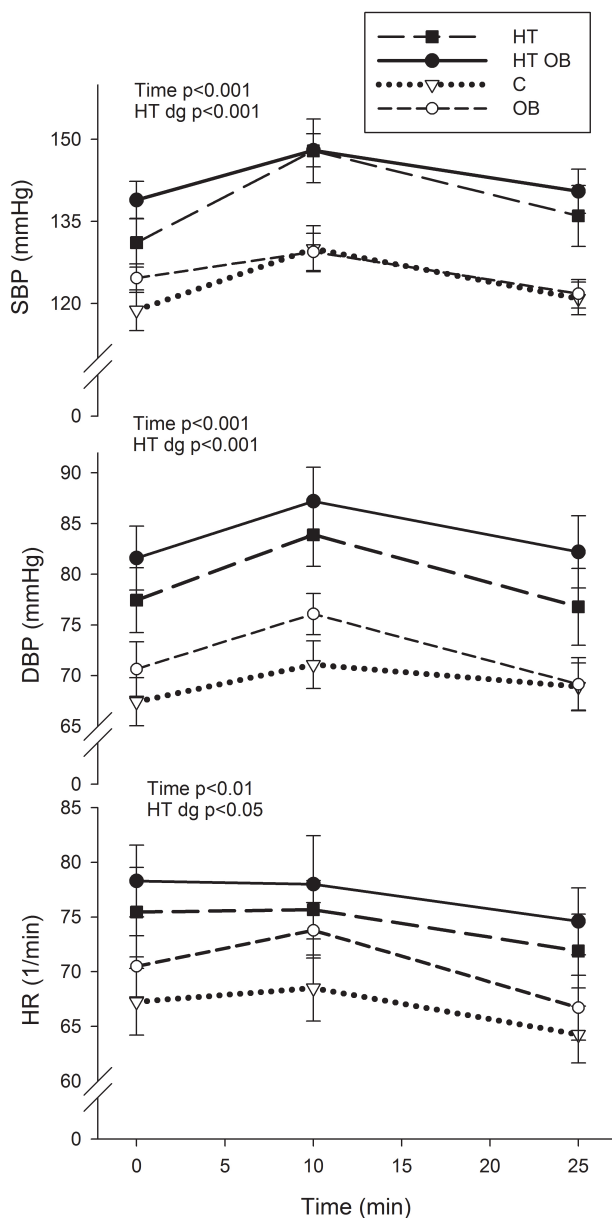 HT
HT OB
C
OB
Time p<0.001
HT dg p<0.001
150
135
120
0
SBP (mmHg)
Time p<0.001
HT dg p<0.001
90
85
80
75
70
65
0
DBP (mmHg)
Time p<0.01
HT dg p<0.05
85
80
75
70
65
60
0
HR (1/min)
0 5 10 15 20 25
Time (min)